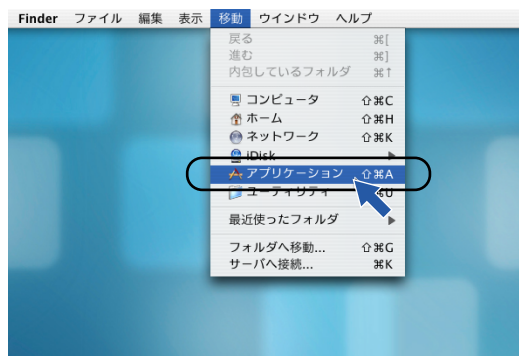 Finder ファイル 編集 表示 移動 ウインドウ ヘルプ
戻る ⌘[
進む ⌘]
内包しているフォルダ ⌘↑
コンピュータ ⇧⌘C
ホーム ⇧⌘H
ネットワーク ⇧⌘K
iDisk ▶
アプリケーション ⇧⌘A
ユーティリティ ⌘U
最近使ったフォルダ ▶
フォルダへ移動... ⇧⌘G
サーバへ接続... ⌘K